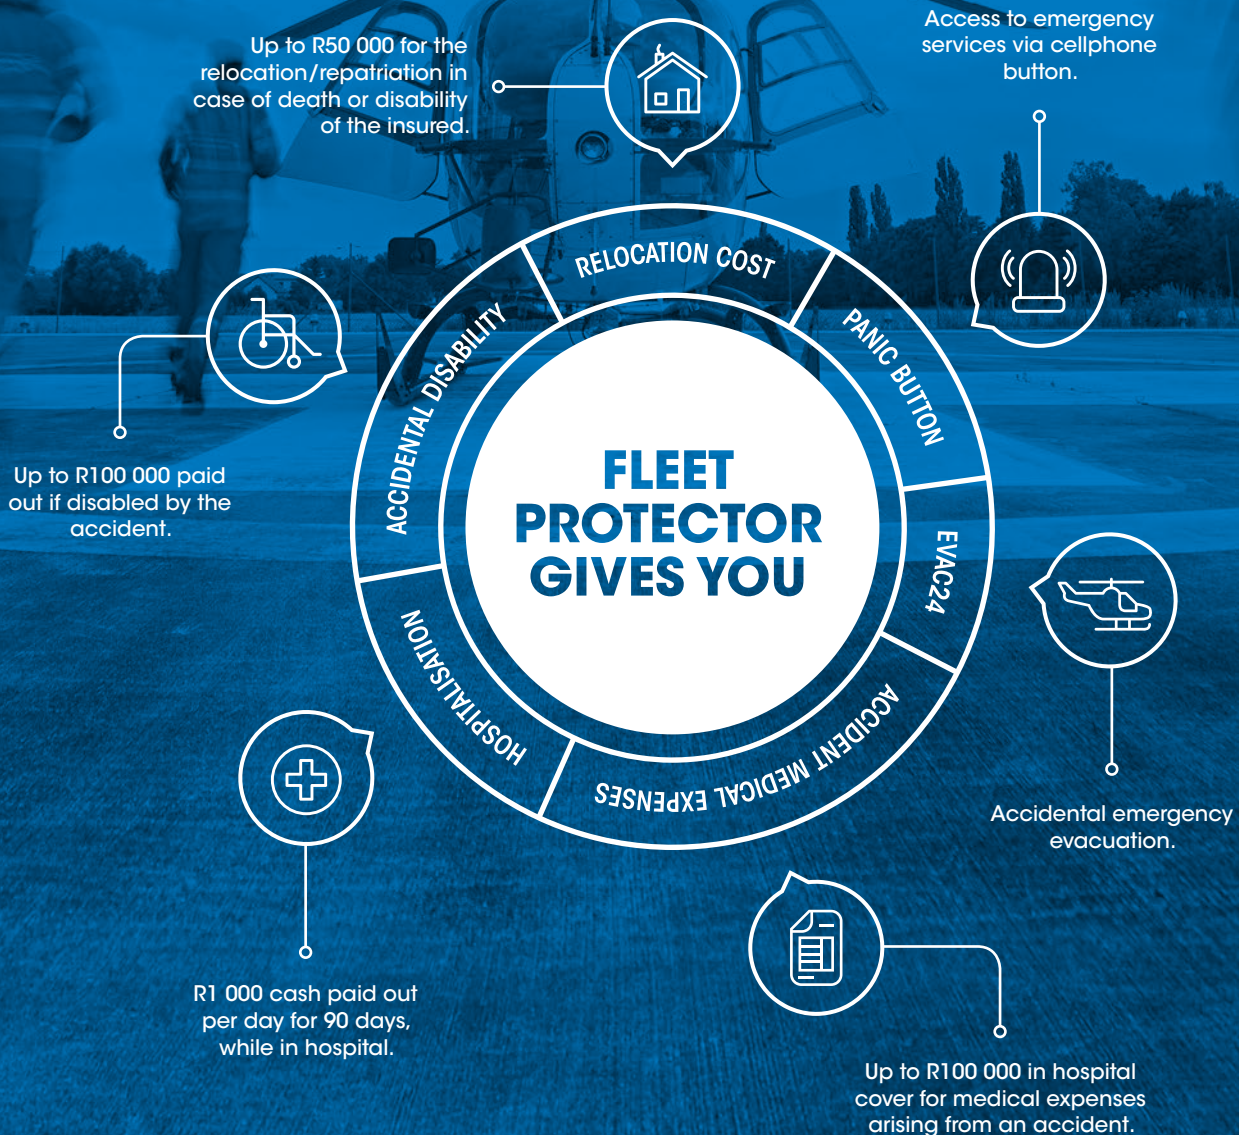 Up to R50 000 for the
relocation/repatriation in
case of death or disability
of the insured.
Access to emergency
services via cellphone
button.
RELOCATION COST
PANIC BUTTON
EVAC24
ACCIDENT MEDICAL EXPENSES
HOSPITALISATION
ACCIDENTAL DISABILITY
FLEET
PROTECTOR
GIVES YOU
Up to R100 000 paid
out if disabled by the
accident.
Accidental emergency
evacuation.
R1 000 cash paid out
per day for 90 days,
while in hospital.
Up to R100 000 in hospital
cover for medical expenses
arising from an accident.